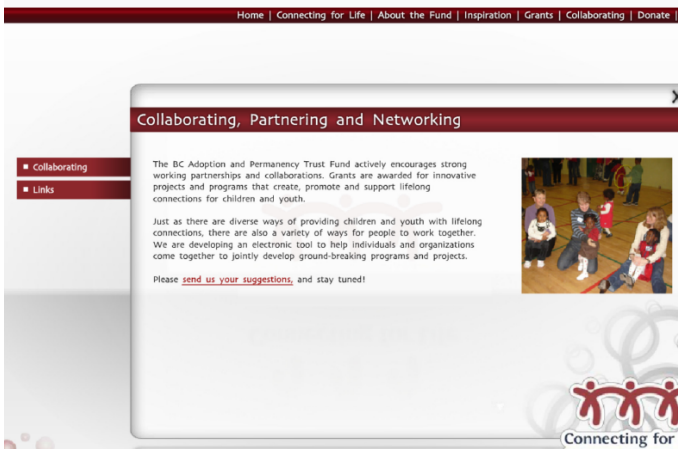 Home | Connecting for Life | About the Fund | Inspiration | Grants | Collaborating | Donate |
Collaborating, Partnering and Networking
Collaborating
Links
The BC Adoption and Permanency Trust Fund actively encourages strong
working partnerships and collaborations. Grants are awarded for innovative
projects and programs that create, promote and support lifelong
connections for children and youth.
Just as there are diverse ways of providing children and youth with lifelong
connections, there are also a variety of ways for people to work together.
We are developing an electronic tool to help individuals and organizations
come together to jointly develop ground-breaking programs and projects.
Please send us your suggestions, and stay tuned!
Connecting for